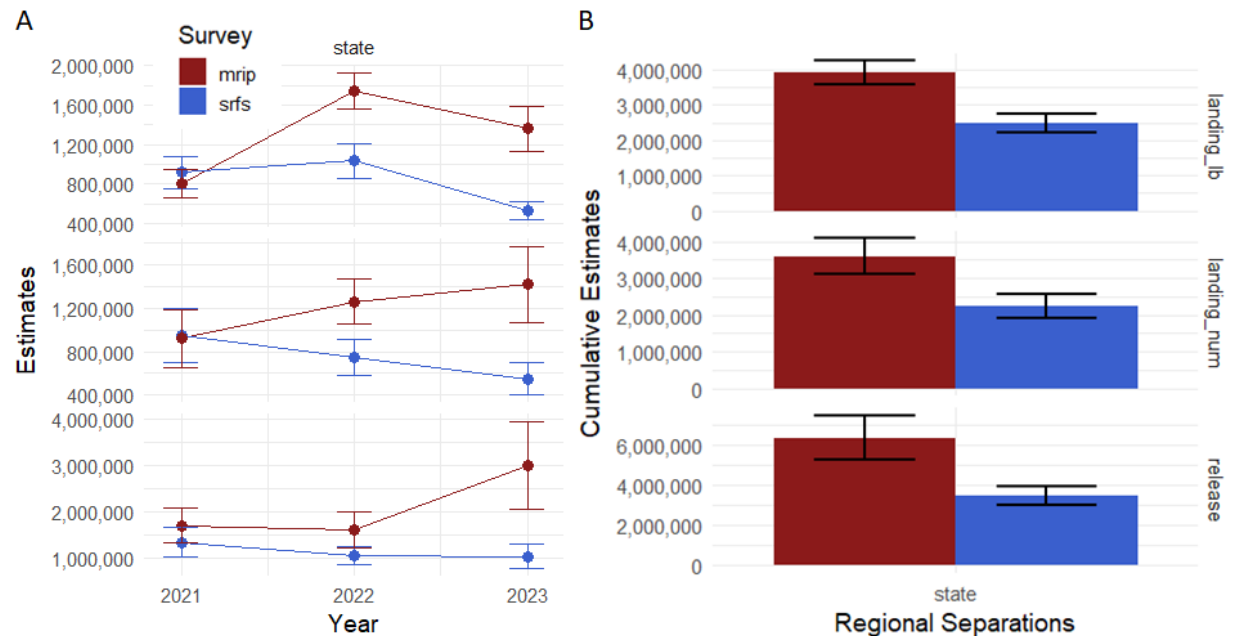 A
Survey
mrip
srfs
state
2,000,000
1,600,000
1,200,000
800,000
400,000
1,600,000
1,200,000
800,000
400,000
4,000,000
3,000,000
2,000,000
1,000,000
Estimates
2021
2022
2023
Year
B
4,000,000
3,000,000
2,000,000
1,000,000
0
landing_lb
4,000,000
3,000,000
2,000,000
1,000,000
0
landing_num
6,000,000
4,000,000
2,000,000
0
release
Cumulative Estimates
state
Regional Separations